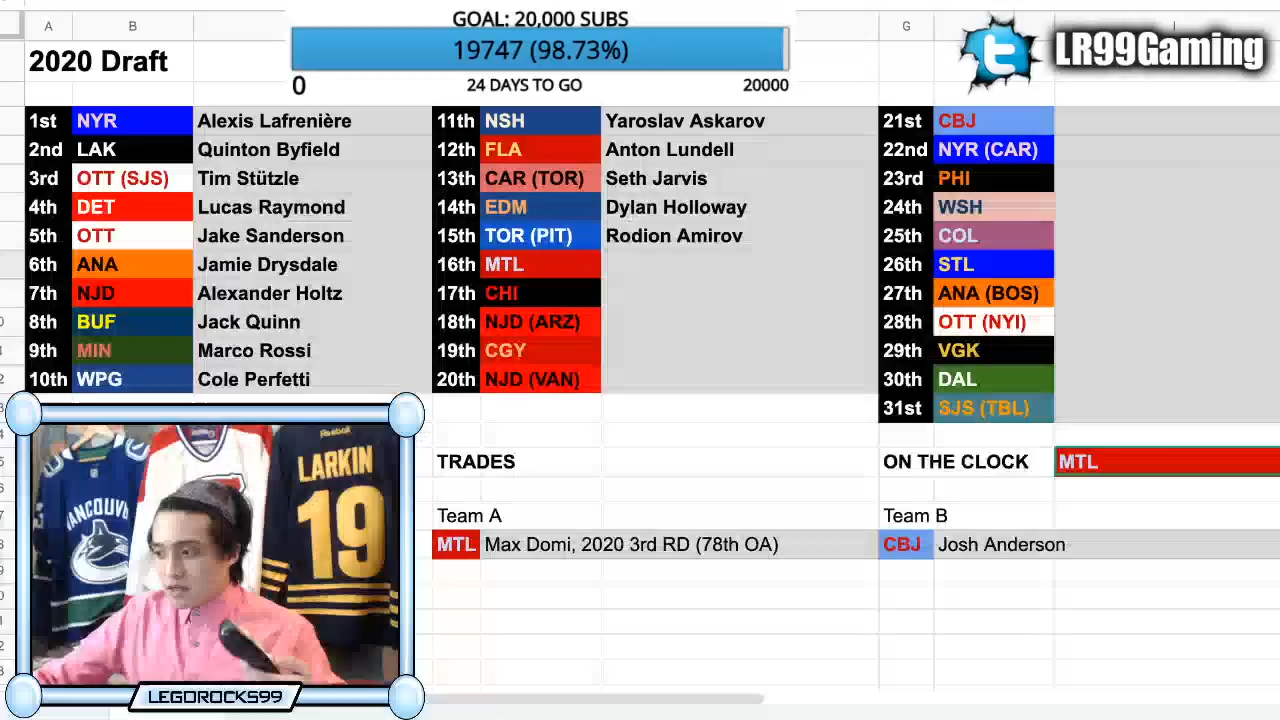 A B G
GOAL: 20,000 SUBS
19747 (98.73%)
0 24 DAYS TO GO 20000
LR99Gaming
2020 Draft
1st NYR Alexis Lafrenière
2nd LAK Quinton Byfield
3rd OTT (SJS) Tim Stützle
4th DET Lucas Raymond
5th OTT Jake Sanderson
6th ANA Jamie Drysdale
7th NJD Alexander Holtz
8th BUF Jack Quinn
9th MIN Marco Rossi
10th WPG Cole Perfetti
11th NSH Yaroslav Askarov
12th FLA Anton Lundell
13th CAR (TOR) Seth Jarvis
14th EDM Dylan Holloway
15th TOR (PIT) Rodion Amirov
16th MTL
17th CHI
18th NJD (ARZ)
19th CGY
20th NJD (VAN)
21st CBJ
22nd NYR (CAR)
23rd PHI
24th WSH
25th COL
26th STL
27th ANA (BOS)
28th OTT (NYI)
29th VGK
30th DAL
31st SJS (TBL)
TRADES
ON THE CLOCK MTL
Team A Team B
MTL Max Domi, 2020 3rd RD (78th OA) CBJ Josh Anderson
VANCOUVER
Reebok
LARKIN
19
LEGOROCKS99